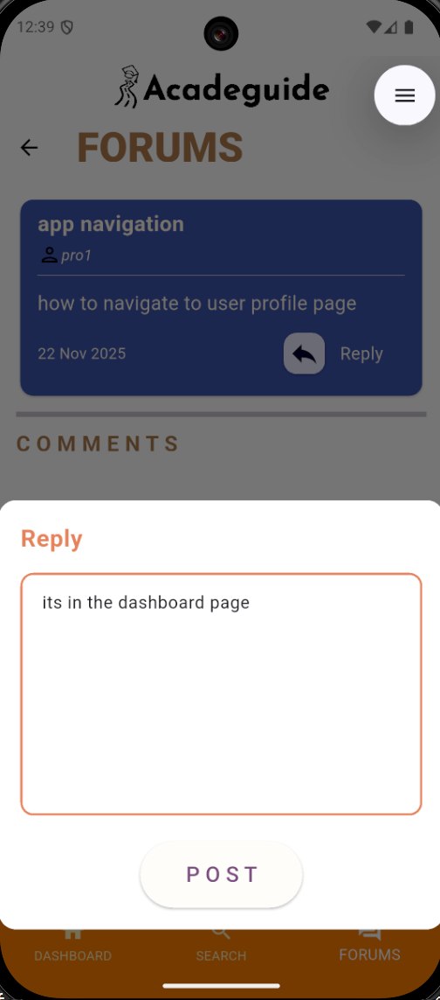 12:39
Acadeguide
FORUMS
app navigation
pro1
how to navigate to user profile page
22 Nov 2025
Reply
COMMENTS
Reply
its in the dashboard page
POST
DASHBOARD
SEARCH
FORUMS